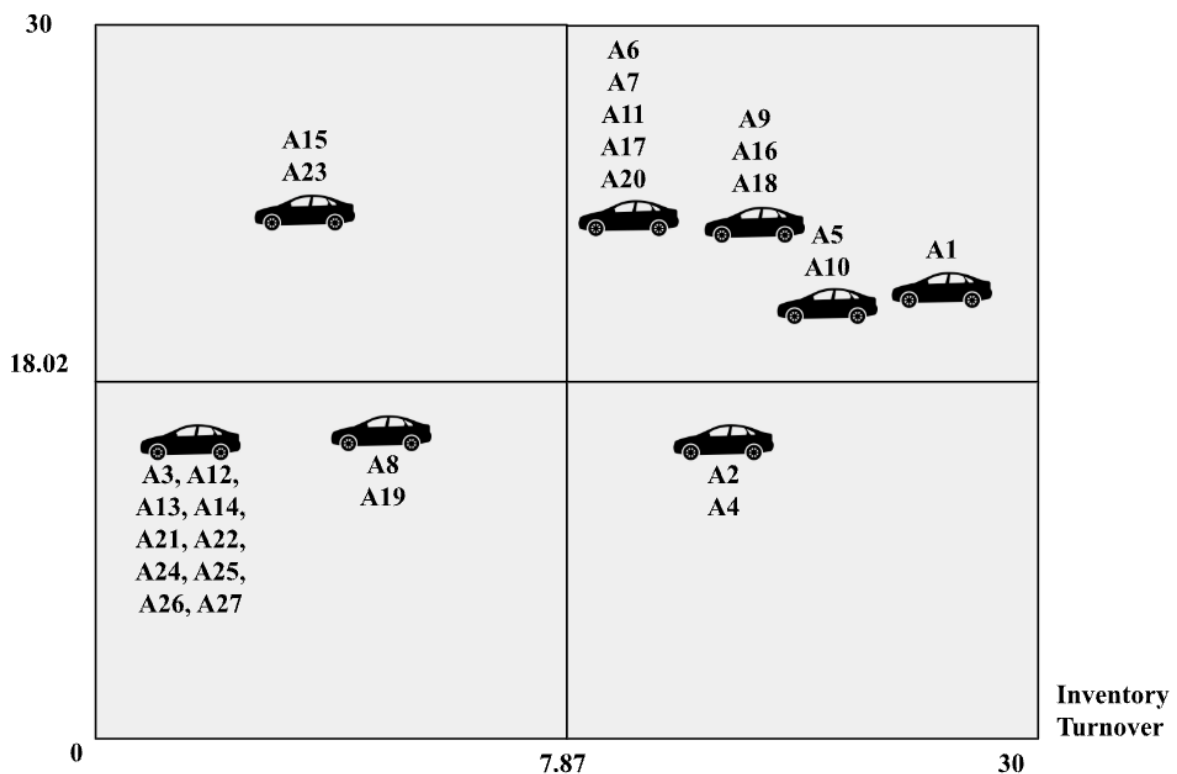 30
A6
A7
A11
A17
A20
A9
A16
A18
A15
A23
A5
A10
A1
18.02
A3, A12,
A13, A14,
A21, A22,
A24, A25,
A26, A27
A8
A19
A2
A4
Inventory
Turnover
0
7.87
30